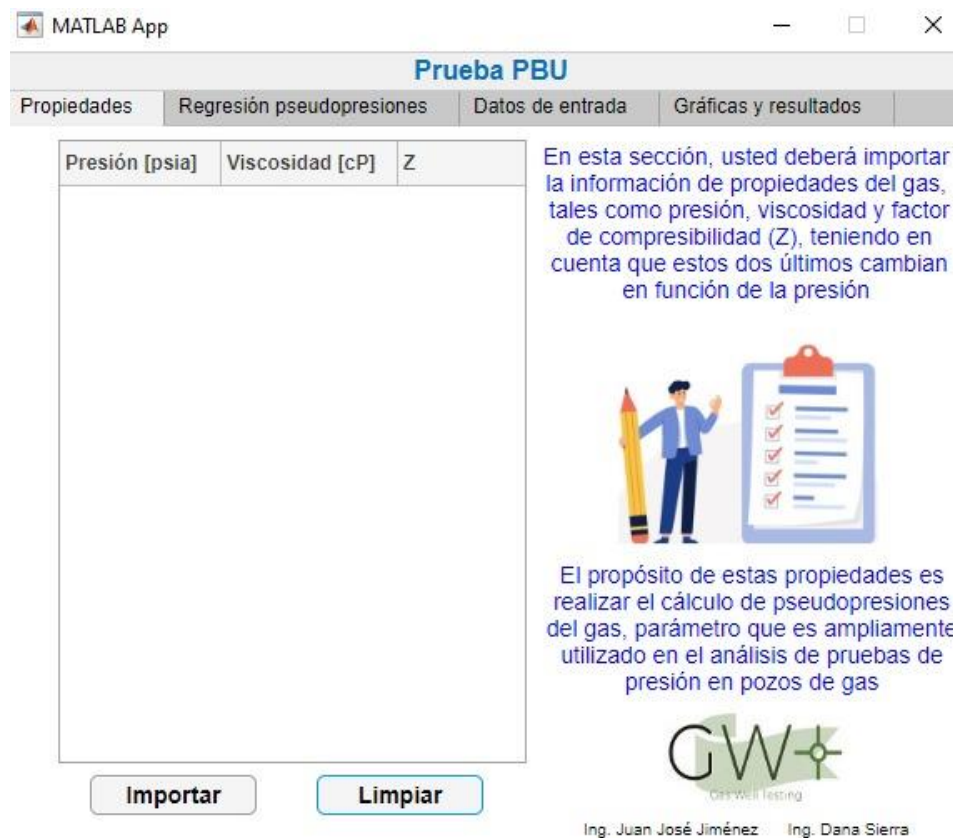 MATLAB App
Prueba PBU
Propiedades Regresión pseudopresiones Datos de entrada Gráficas y resultados
Presión [psia] Viscosidad [cP] Z
En esta sección, usted deberá importar
la información de propiedades del gas,
tales como presión, viscosidad y factor
de compresibilidad (Z), teniendo en
cuenta que estos dos últimos cambian
en función de la presión
El propósito de estas propiedades es
realizar el cálculo de pseudopresiones
del gas, parámetro que es ampliamente
utilizado en el análisis de pruebas de
presión en pozos de gas
GW
Gas Well Testing
Importar Limpiar
Ing. Juan José Jiménez Ing. Dana Sierra